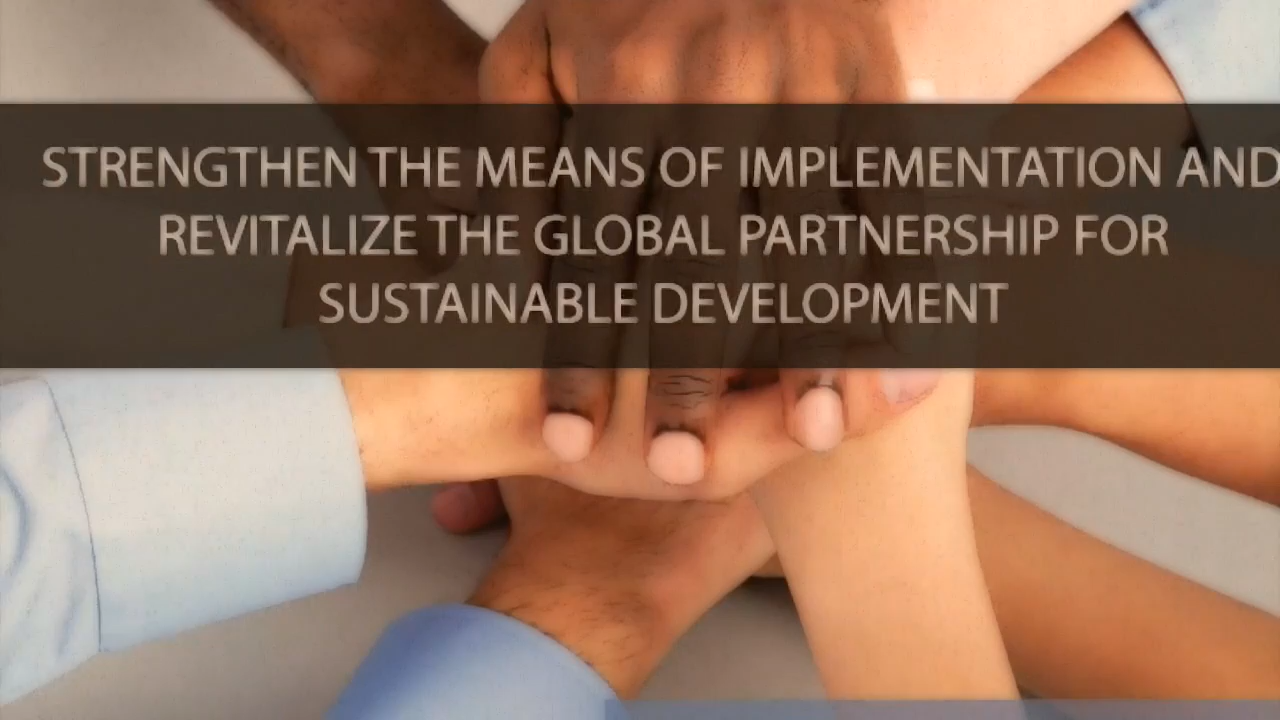 STRENGTHEN THE MEANS OF IMPLEMENTATION AND
REVITALIZE THE GLOBAL PARTNERSHIP FOR
SUSTAINABLE DEVELOPMENT